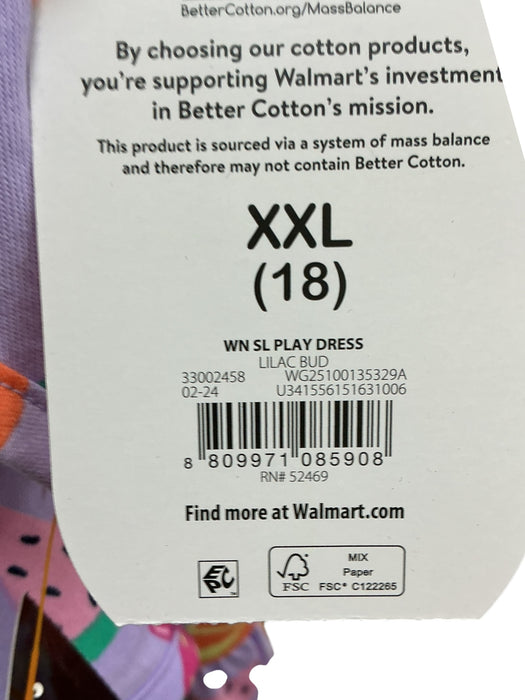 BetterCotton.org/MassBalance
By choosing our cotton products,
you're supporting Walmart's investment
in Better Cotton's mission.
This product is sourced via a system of mass balance
and therefore may not contain Better Cotton.
XXL
(18)
WN SL PLAY DRESS
LILAC BUD
33002458 WG25100135329A
02-24 U341556151631006
8 809971 085908
RN# 52469
Find more at Walmart.com
EPC™
FSC
MIX
Paper
FSC® C122265